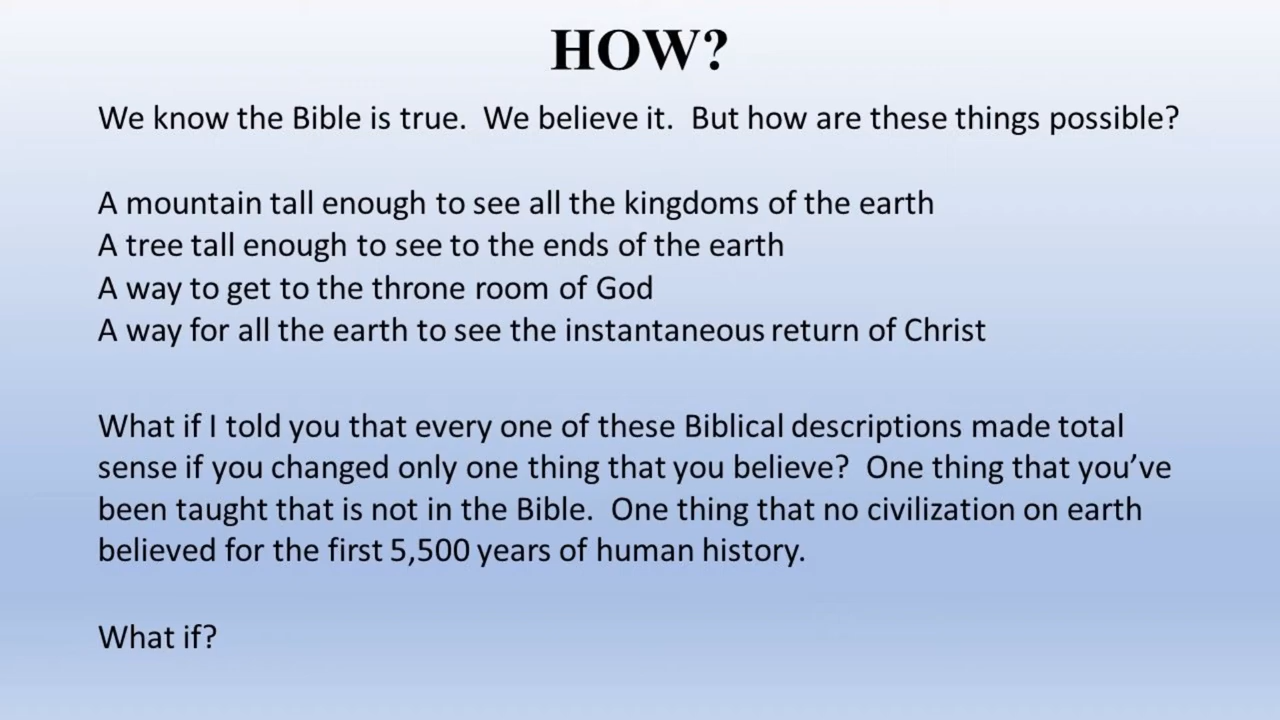 HOW?
We know the Bible is true.  We believe it.  But how are these things possible?
A mountain tall enough to see all the kingdoms of the earth
A tree tall enough to see to the ends of the earth
A way to get to the throne room of God
A way for all the earth to see the instantaneous return of Christ
What if I told you that every one of these Biblical descriptions made total
sense if you changed only one thing that you believe?  One thing that you’ve
been taught that is not in the Bible.  One thing that no civilization on earth
believed for the first 5,500 years of human history.
What if?